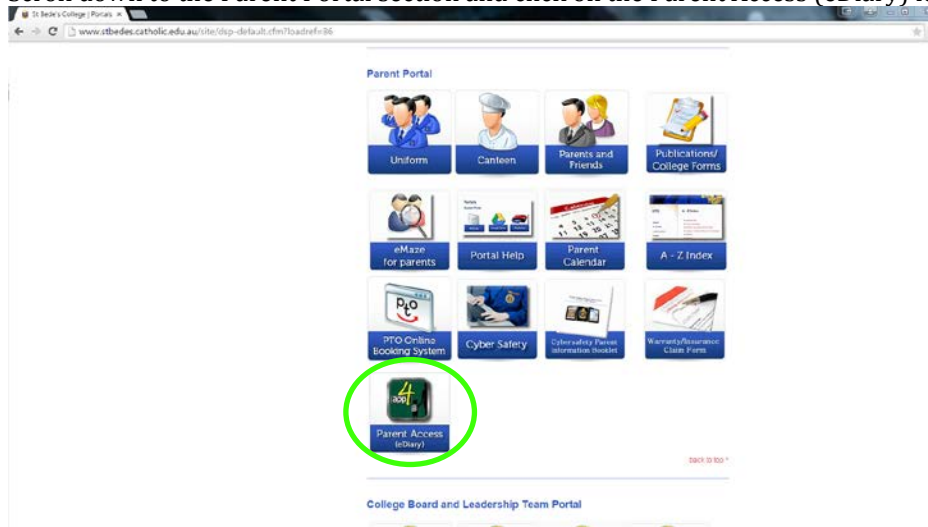 Scroll down to the Parent Portal section and click on the Parent Access (eDiary)
St Bede's College | Portals
www.stbedes.catholic.edu.au/site/dsp-default.cfm?loadref=36
Parent Portal
Uniform
Canteen
Parents and
Friends
Publications/
College Forms
eMaze
for parents
Portal Help
Parent
Calendar
A - Z Index
PTO Online
Booking System
Cyber Safety
Cybersafety Parent
Information Booklet
Warranty/Insurance
Claim Form
app4
Parent Access
(eDiary)
back to top ^
College Board and Leadership Team Portal